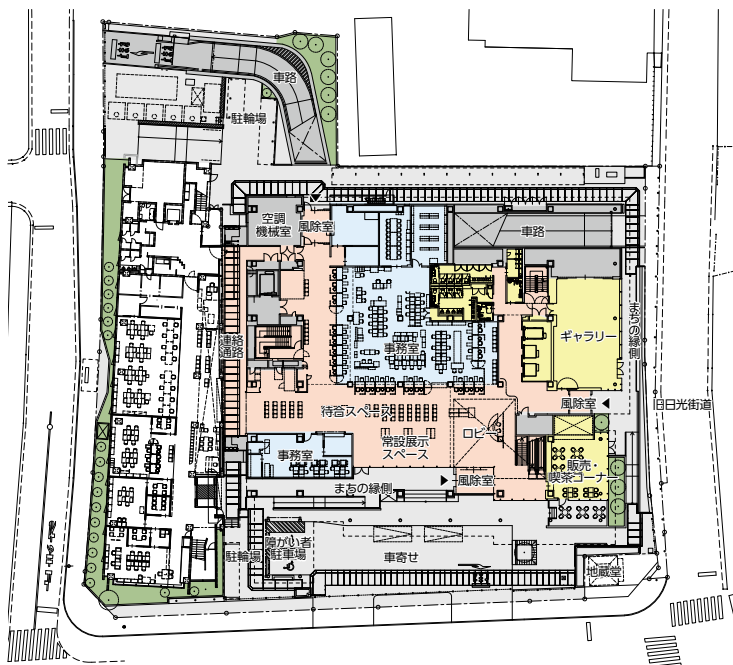 車路
駐輪場
空調
機械室
風除室
車路
まちの縁側
連絡
通路
ギャラリー
事務室
風除室
旧日光街道
待合スペース
常設展示
スペース
ロビー
事務室
販売・
喫茶コーナー
まちの縁側
風除室
駐輪場
障がい者
駐車場
車寄せ
地蔵堂